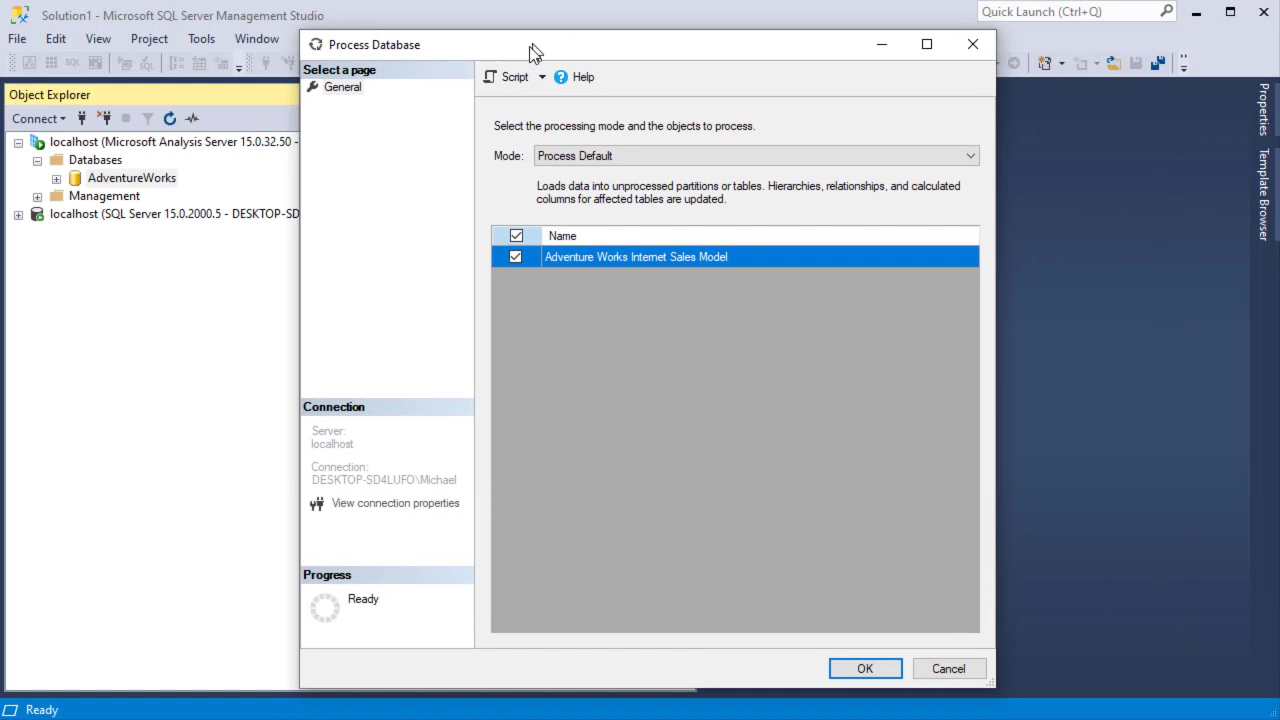 Solution1 - Microsoft SQL Server Management Studio
Quick Launch (Ctrl+Q)
File Edit View Project Tools Window
Process Database
Select a page
General
Script
Help
Object Explorer
Connect
localhost (Microsoft Analysis Server 15.0.32.50 -
Databases
AdventureWorks
Management
localhost (SQL Server 15.0.2000.5 - DESKTOP-SD4
Select the processing mode and the objects to process.
Mode: Process Default
Loads data into unprocessed partitions or tables. Hierarchies, relationships, and calculated
columns for affected tables are updated.
Name
Adventure Works Internet Sales Model
Connection
Server:
localhost
Connection:
DESKTOP-SD4LUFO\Michael
View connection properties
Progress
Ready
OK
Cancel
Properties
Template Browser
Ready